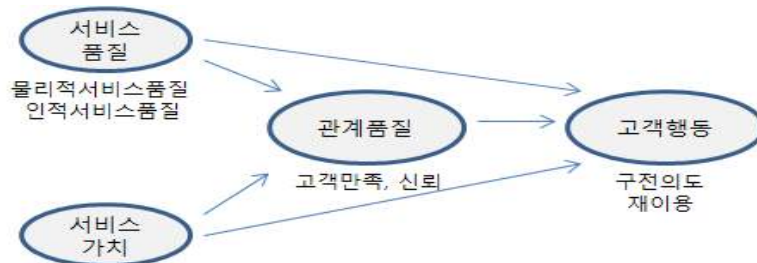 서비스
품질
물리적서비스품질
인적서비스품질
관계품질
고객만족, 신뢰
고객행동
구전의도
재이용
서비스
가치